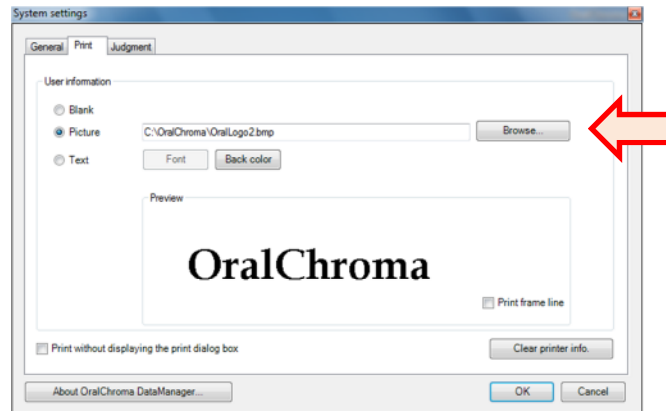 System settings
General Print Judgment
User information
Blank
Picture C:\OralChroma\OralLogo2.bmp Browse...
Text Font Back color
Preview
OralChroma
Print frame line
Print without displaying the print dialog box Clear printer info.
About OralChroma DataManager... OK Cancel